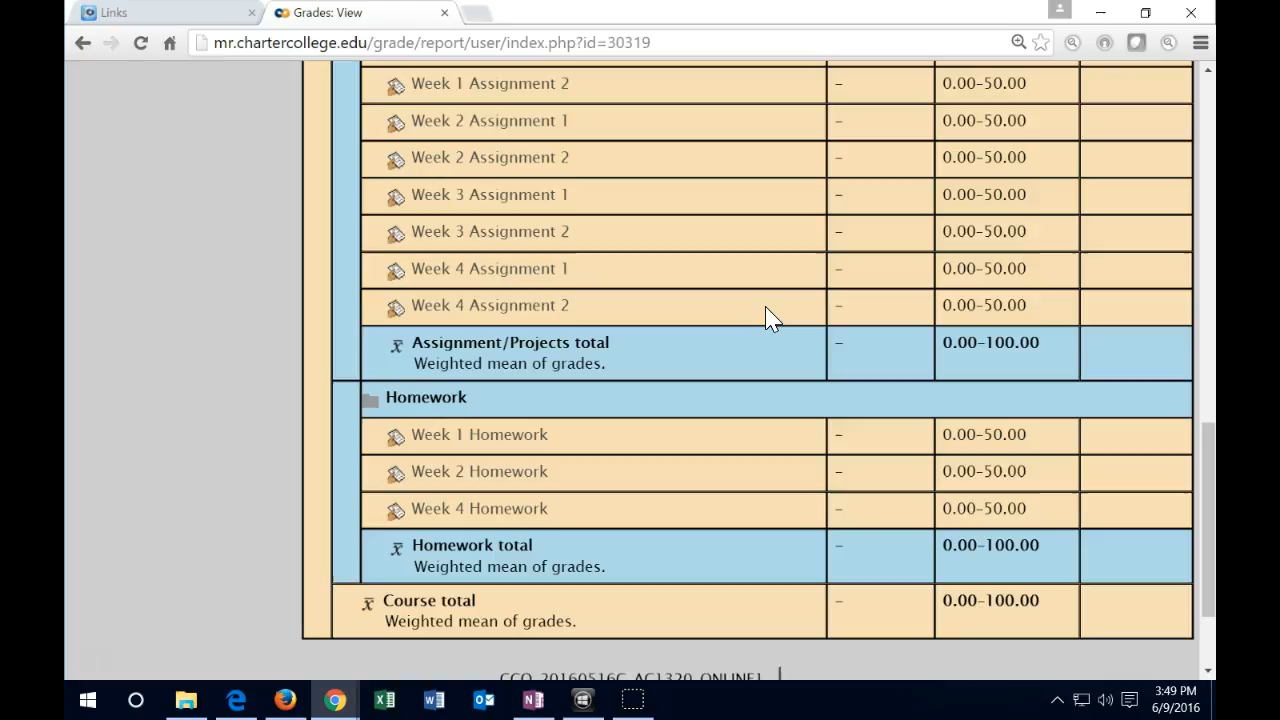 Links
Grades: View
mr.chartercollege.edu/grade/report/user/index.php?id=30319
Week 1 Assignment 2 – 0.00–50.00
Week 2 Assignment 1 – 0.00–50.00
Week 2 Assignment 2 – 0.00–50.00
Week 3 Assignment 1 – 0.00–50.00
Week 3 Assignment 2 – 0.00–50.00
Week 4 Assignment 1 – 0.00–50.00
Week 4 Assignment 2 – 0.00–50.00
x̄ Assignment/Projects total – 0.00–100.00
Weighted mean of grades.
Homework
Week 1 Homework – 0.00–50.00
Week 2 Homework – 0.00–50.00
Week 4 Homework – 0.00–50.00
x̄ Homework total – 0.00–100.00
Weighted mean of grades.
x̄ Course total – 0.00–100.00
Weighted mean of grades.
CCO_20160516C_AC1320_ONLINE1
3:49 PM
6/9/2016